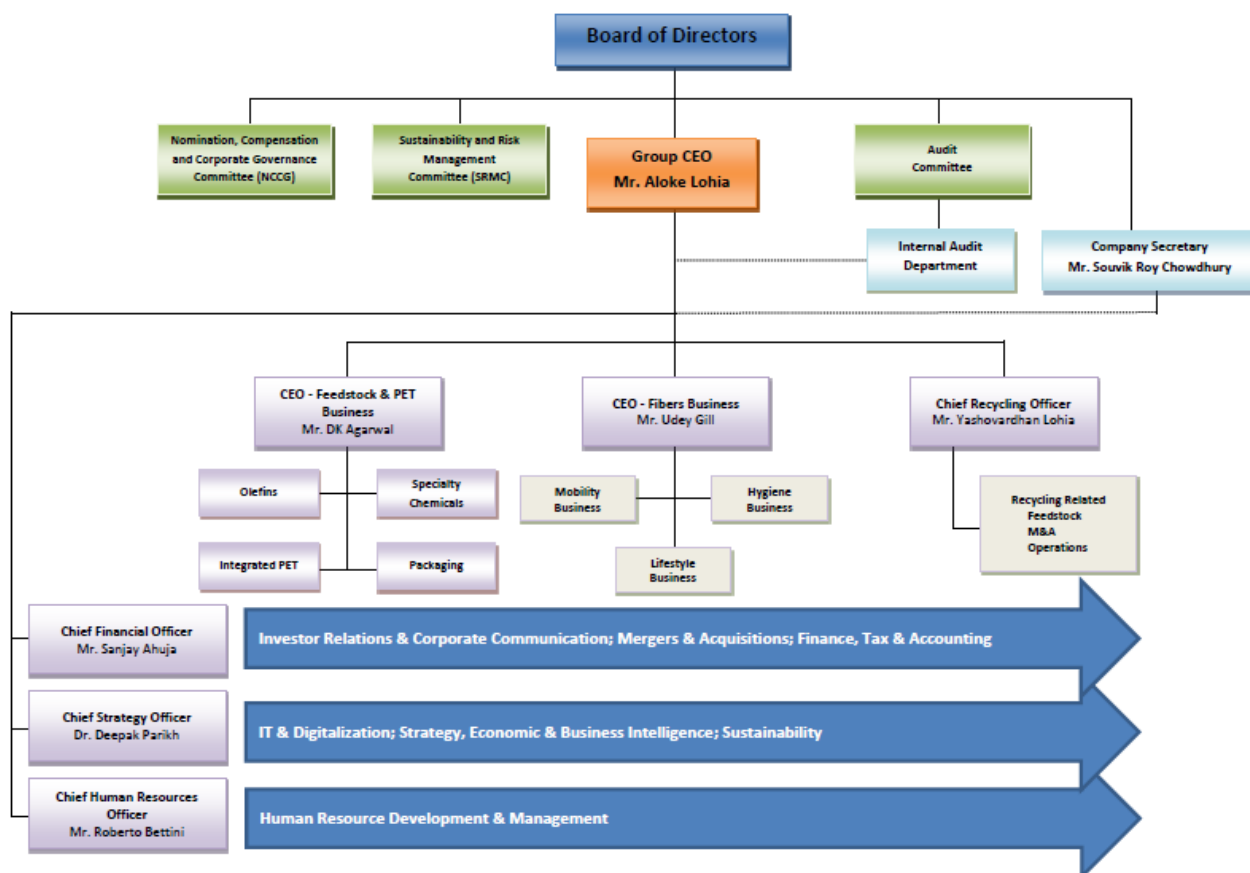 Board of Directors
Nomination, Compensation
and Corporate Governance
Committee (NCCG)
Sustainability and Risk
Management
Committee (SRMC)
Group CEO
Mr. Aloke Lohia
Audit
Committee
Internal Audit
Department
Company Secretary
Mr. Souvik Roy Chowdhury
CEO - Feedstock & PET
Business
Mr. DK Agarwal
CEO - Fibers Business
Mr. Udey Gill
Chief Recycling Officer
Mr. Yashovardhan Lohia
Olefins
Specialty
Chemicals
Integrated PET
Packaging
Mobility
Business
Hygiene
Business
Lifestyle
Business
Recycling Related
Feedstock
M&A
Operations
Chief Financial Officer
Mr. Sanjay Ahuja
Investor Relations & Corporate Communication; Mergers & Acquisitions; Finance, Tax & Accounting
Chief Strategy Officer
Dr. Deepak Parikh
IT & Digitalization; Strategy, Economic & Business Intelligence; Sustainability
Chief Human Resources
Officer
Mr. Roberto Bettini
Human Resource Development & Management